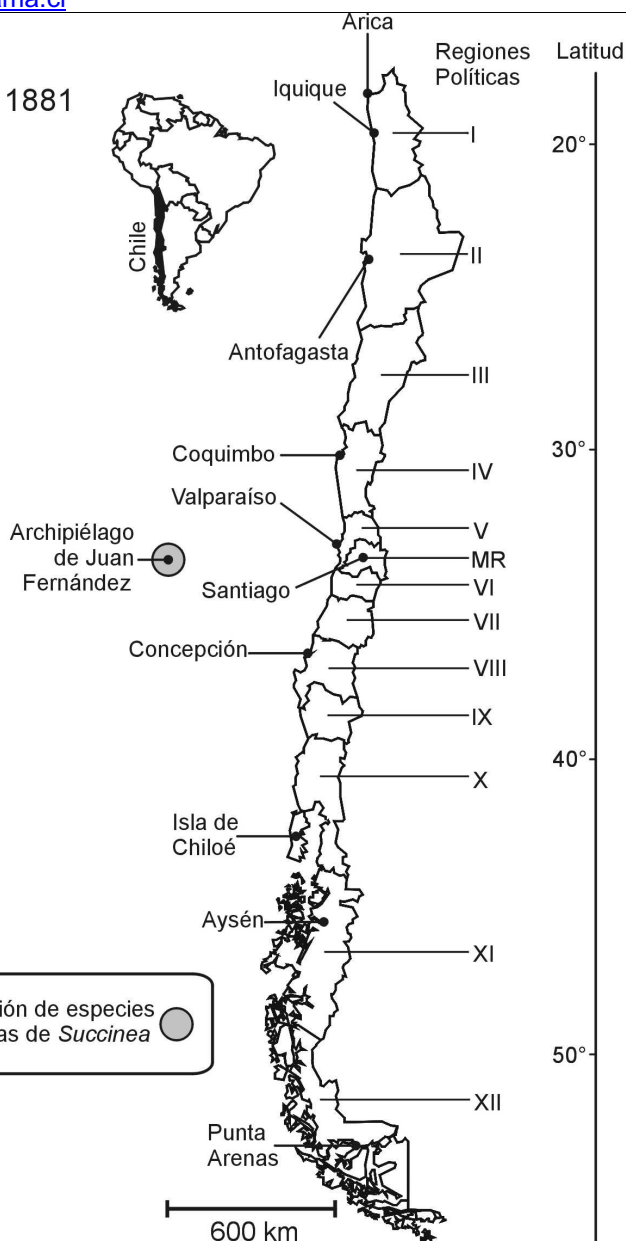 ama.cl
Arica
Regiones
Políticas
Latitud
1881
Iquique
I
20°
Chile
II
Antofagasta
III
Coquimbo
30°
IV
Valparaíso
V
Archipiélago
de Juan
Fernández
MR
Santiago
VI
VII
Concepción
VIII
IX
40°
X
Isla de
Chiloé
Aysén
XI
ión de especies
as de Succinea
50°
XII
Punta
Arenas
600 km